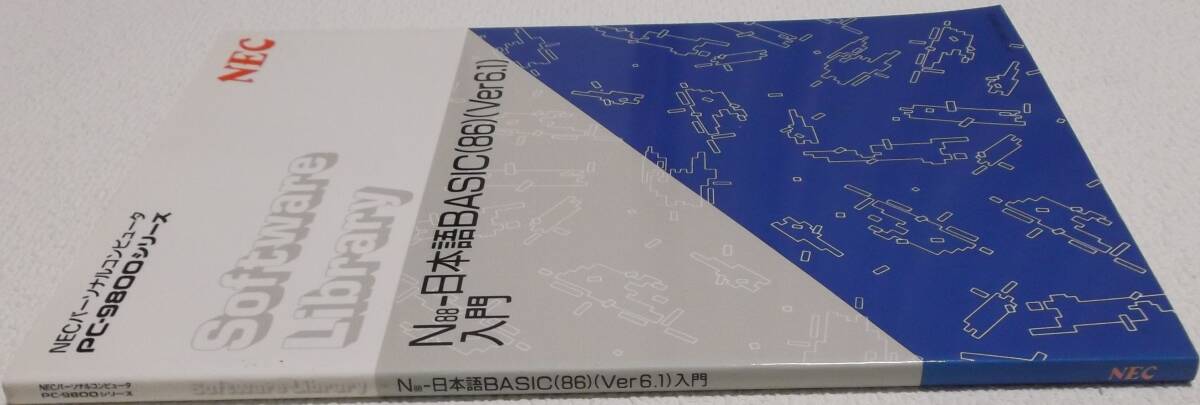 NEC
NECパーソナルコンピュータ
PC-9800シリーズ
Software
Library
N88-日本語BASIC(86)(Ver6.1)
入門
NECパーソナルコンピュータ
PC-9800シリーズ
Software Library
N88-日本語BASIC(86)(Ver6.1)入門
NEC